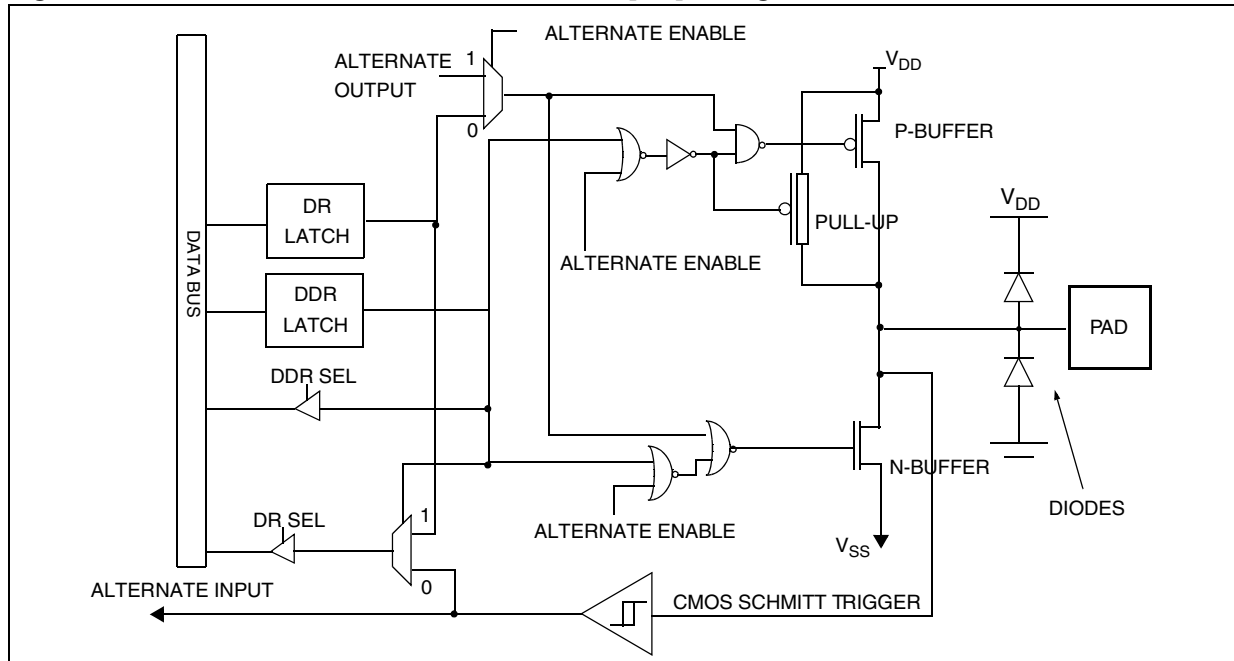 ALTERNATE ENABLE
ALTERNATE
OUTPUT
1
0
VDD
P-BUFFER
PULL-UP
VDD
DATA BUS
DR
LATCH
DDR
LATCH
ALTERNATE ENABLE
PAD
DDR SEL
N-BUFFER
DIODES
DR SEL
1
0
ALTERNATE ENABLE
VSS
ALTERNATE INPUT
CMOS SCHMITT TRIGGER